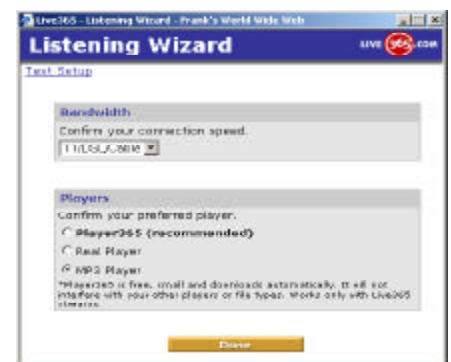 Live365 - Listening Wizard - Frank's World Wide Web
Listening Wizard
LIVE 365.COM
Test Setup
Bandwidth
Confirm your connection speed.
T1/DSL/Cable
Players
Confirm your preferred player.
Player365 (recommended)
Real Player
MP3 Player
*Player365 is free, small and downloads automatically. It will not
interfere with your other players or file types. Works only with Live365
streams.
Done